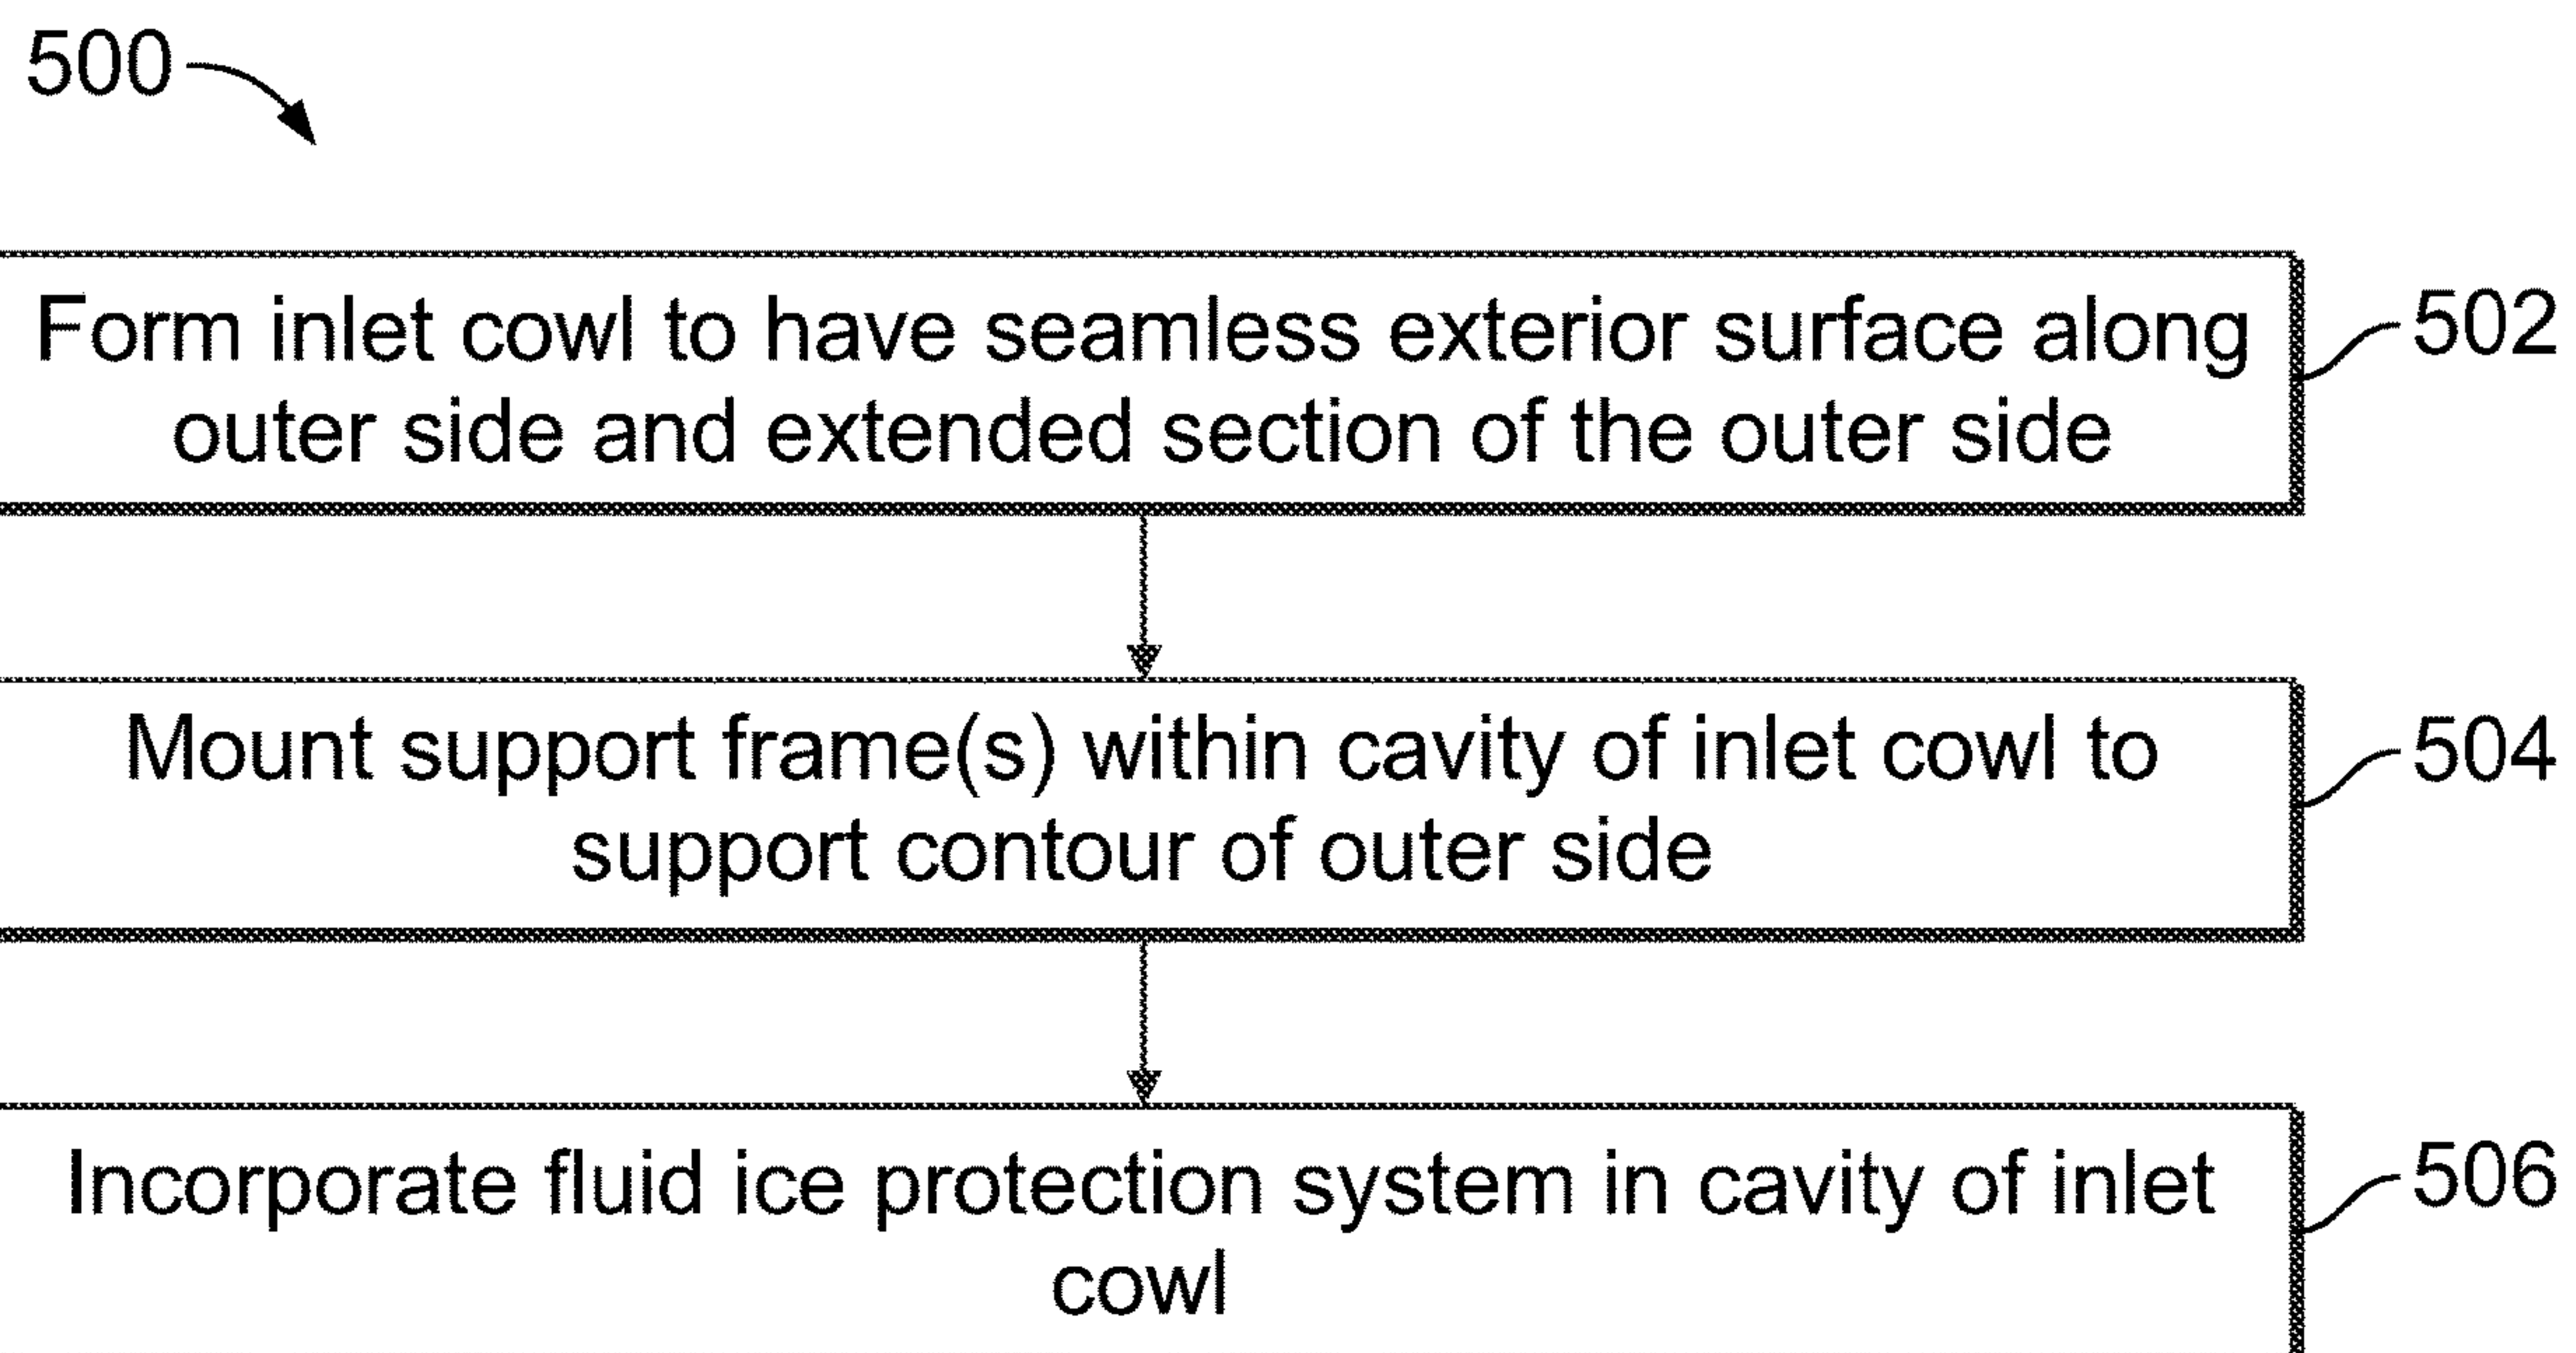 500
Form inlet cowl to have seamless exterior surface along
outer side and extended section of the outer side
502
Mount support frame(s) within cavity of inlet cowl to
support contour of outer side
504
Incorporate fluid ice protection system in cavity of inlet
cowl
506